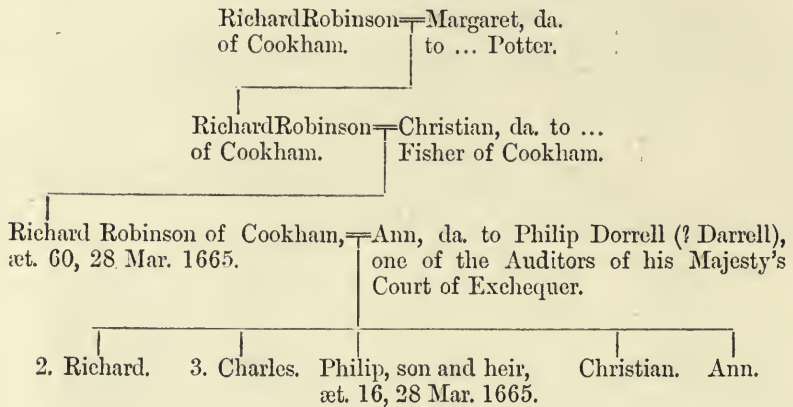 Richard Robinson=Margaret, da.
of Cookham. to ... Potter.
Richard Robinson=Christian, da. to ...
of Cookham. Fisher of Cookham.
Richard Robinson of Cookham,=Ann, da. to Philip Dorrell (? Darrell),
æt. 60, 28 Mar. 1665. one of the Auditors of his Majesty's
Court of Exchequer.
2. Richard. 3. Charles. Philip, son and heir, Christian. Ann.
æt. 16, 28 Mar. 1665.